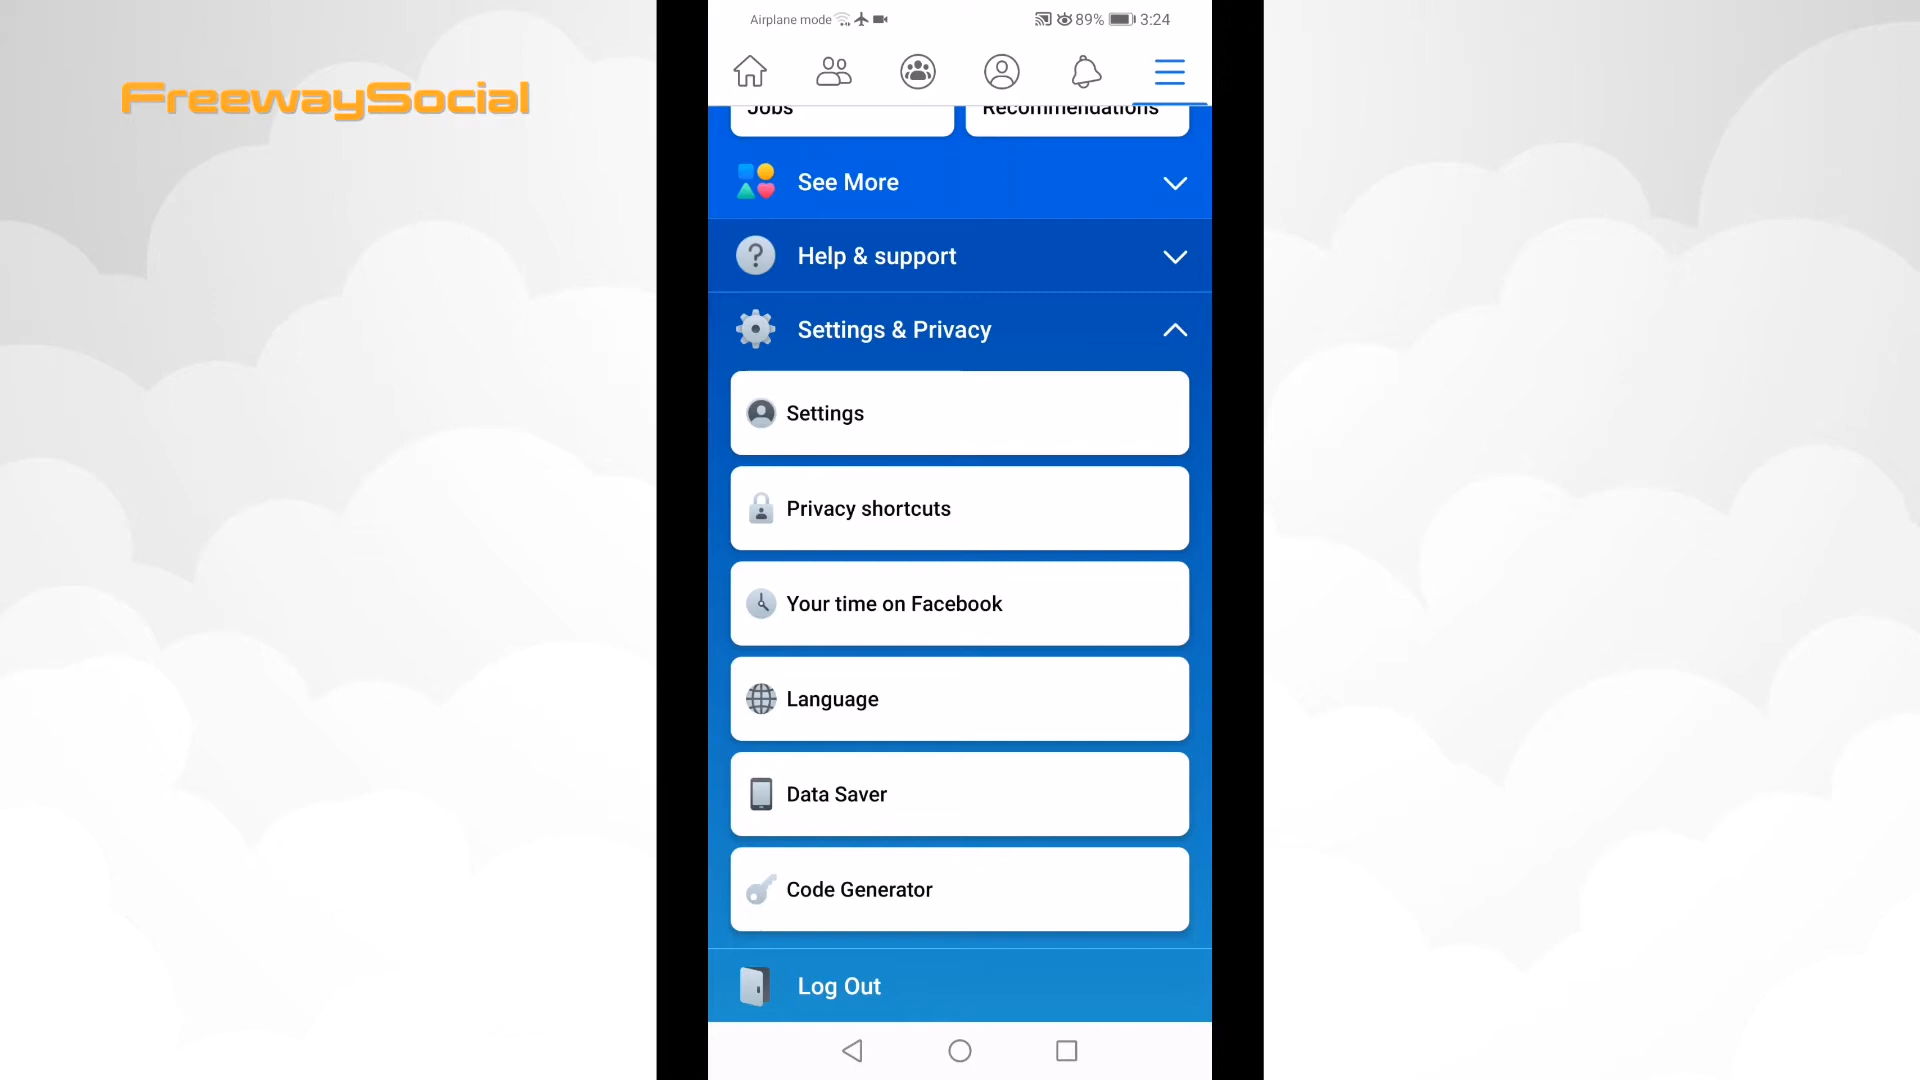 FreewaySocial
Airplane mode
89%
3:24
Jobs
Recommendations
See More
Help & support
Settings & Privacy
Settings
Privacy shortcuts
Your time on Facebook
Language
Data Saver
Code Generator
Log Out